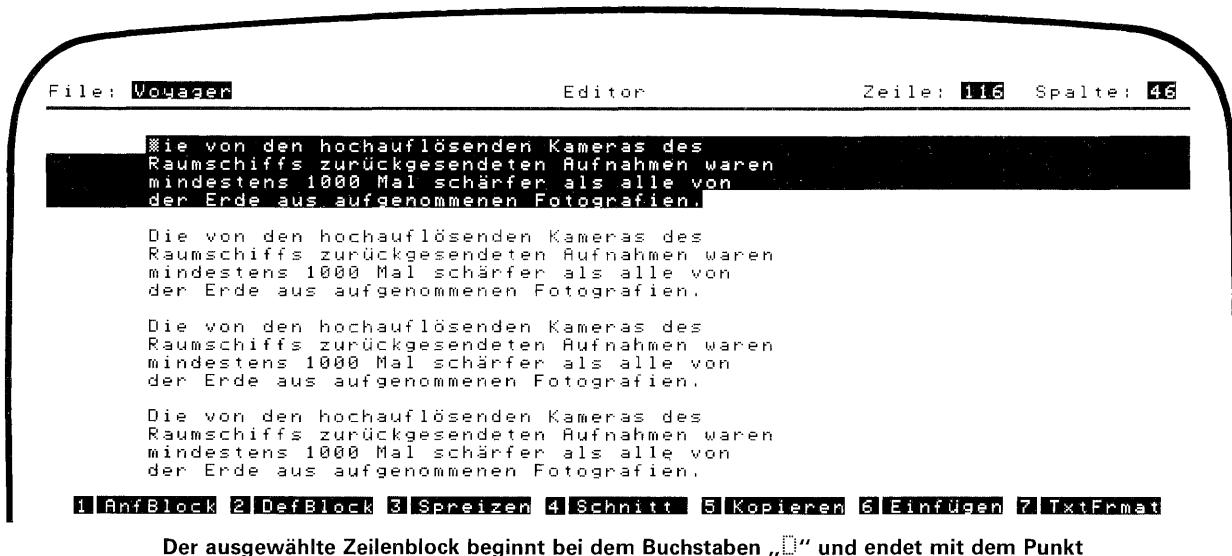 File: Voyager Editor Zeile: 116 Spalte: 46
ie von den hochauflösenden Kameras des
Raumschiffs zurückgesendeten Aufnahmen waren
mindestens 1000 Mal schärfer als alle von
der Erde aus aufgenommenen Fotografien.
Die von den hochauflösenden Kameras des
Raumschiffs zurückgesendeten Aufnahmen waren
mindestens 1000 Mal schärfer als alle von
der Erde aus aufgenommenen Fotografien.
Die von den hochauflösenden Kameras des
Raumschiffs zurückgesendeten Aufnahmen waren
mindestens 1000 Mal schärfer als alle von
der Erde aus aufgenommenen Fotografien.
Die von den hochauflösenden Kameras des
Raumschiffs zurückgesendeten Aufnahmen waren
mindestens 1000 Mal schärfer als alle von
der Erde aus aufgenommenen Fotografien.
1 AnfBlock 2 DefBlock 3 Spreizen 4 Schnitt 5 Kopieren 6 Einfügen 7 TxtFrmat
Der ausgewählte Zeilenblock beginnt bei dem Buchstaben „D“ und endet mit dem Punkt